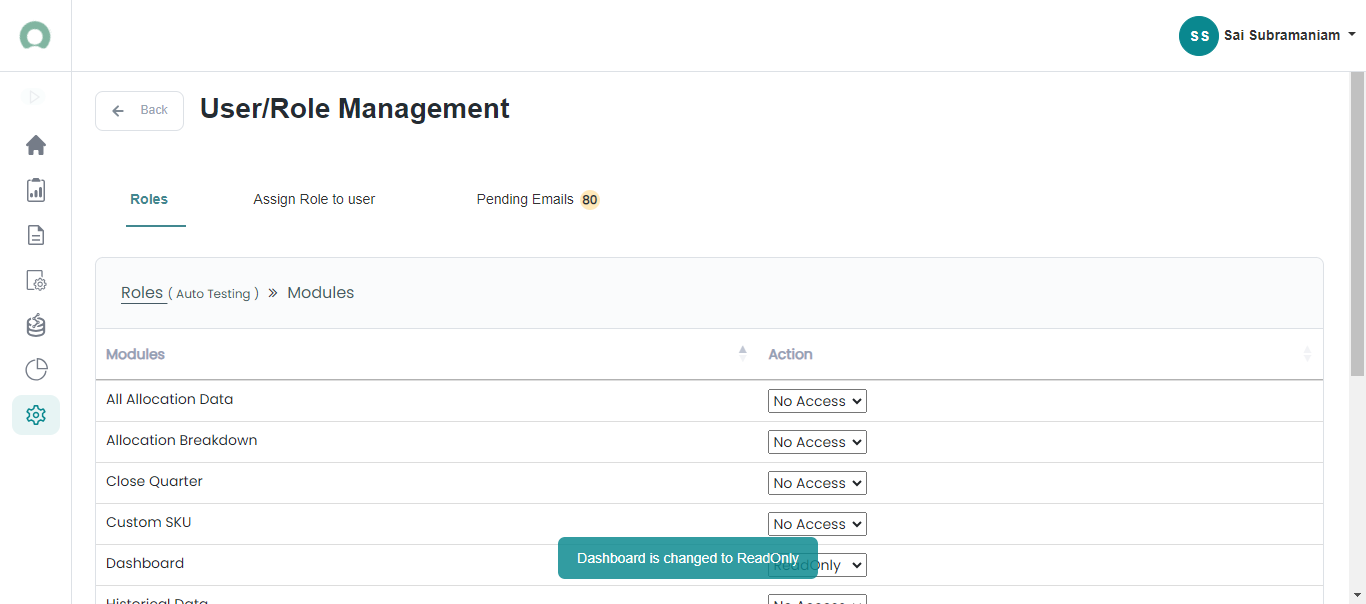 SS Sai Subramaniam
Back
User/Role Management
Roles
Assign Role to user
Pending Emails 80
Roles ( Auto Testing ) » Modules
Modules Action
All Allocation Data No Access
Allocation Breakdown No Access
Close Quarter No Access
Custom SKU No Access
Dashboard ReadOnly
Dashboard is changed to ReadOnly
Historical Data No Access